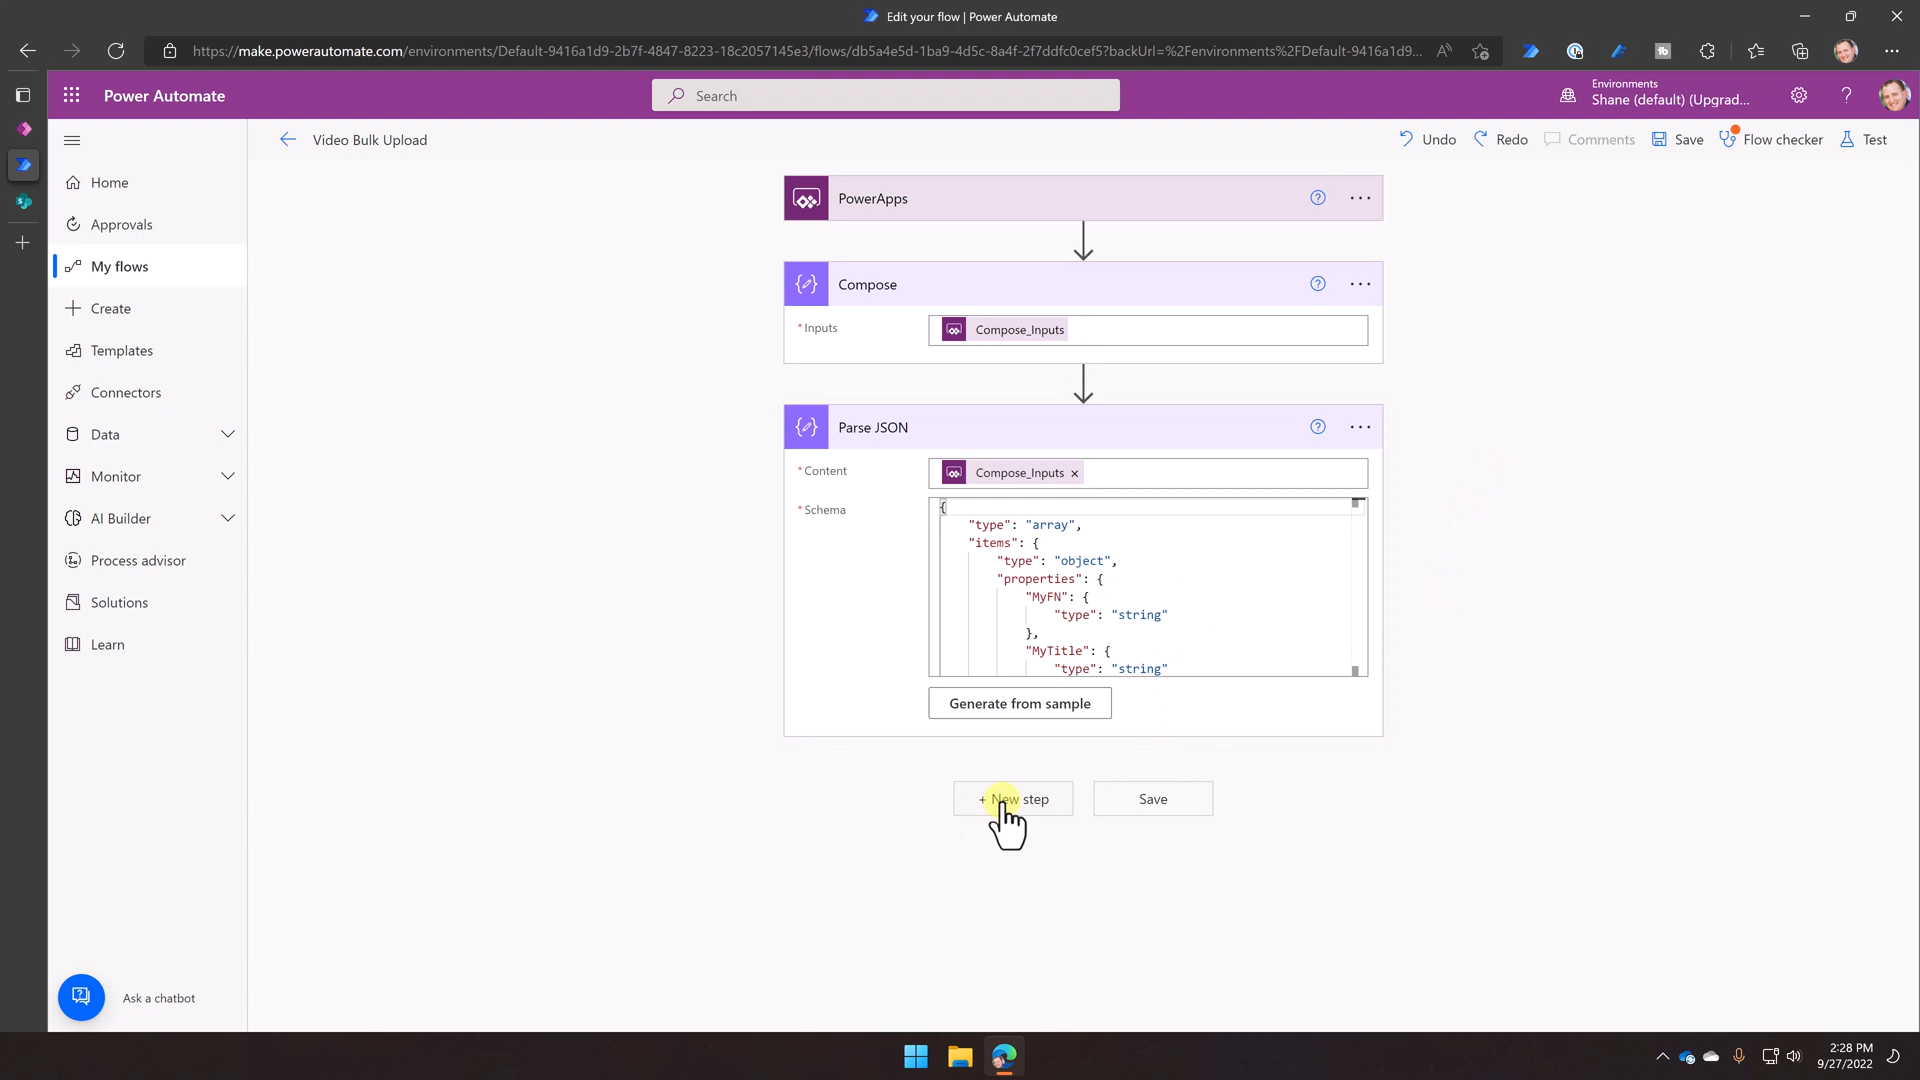 Edit your flow | Power Automate
https://make.powerautomate.com/environments/Default-9416a1d9-2b7f-4847-8223-18c2057145e3/flows/db5a4e5d-1ba9-4d5c-8a4f-2f7ddfc0cef5?backUrl=%2Fenvironments%2FDefault-9416a1d9...
Power Automate
Search
Environments
Shane (default) (Upgrad...
Video Bulk Upload
Undo
Redo
Comments
Save
Flow checker
Test
Home
Approvals
My flows
Create
Templates
Connectors
Data
Monitor
AI Builder
Process advisor
Solutions
Learn
Ask a chatbot
PowerApps
Compose
* Inputs
Compose_Inputs
Parse JSON
* Content
Compose_Inputs ×
* Schema
{
"type": "array",
"items": {
"type": "object",
"properties": {
"MyFN": {
"type": "string"
},
"MyTitle": {
"type": "string"
Generate from sample
+ New step
Save
2:28 PM
9/27/2022